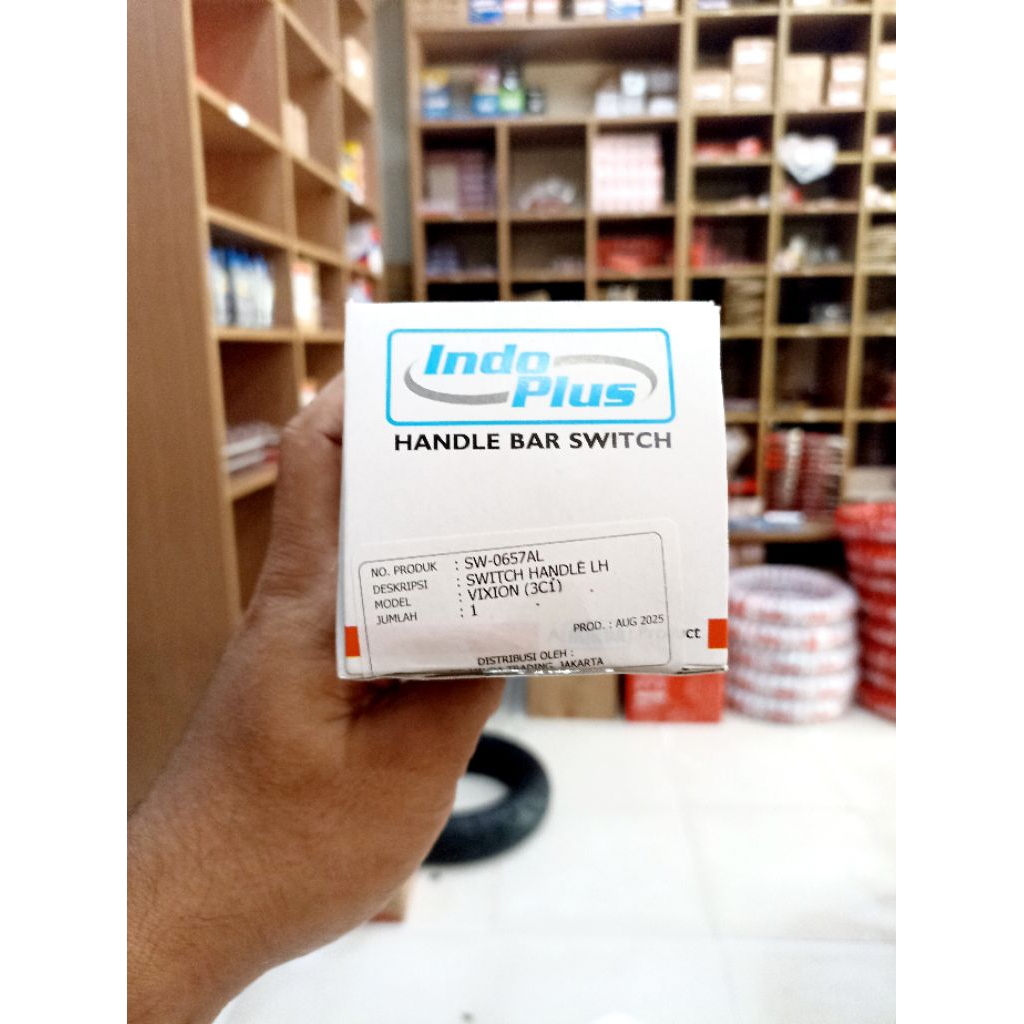 Indo
Plus
HANDLE BAR SWITCH
NO. PRODUK : SW-0657AL
DESKRIPSI : SWITCH HANDLE LH
MODEL : VIXION (3C1)
JUMLAH : 1
PROD. : AUG 2025
DISTRIBUSI OLEH :
TRADING, JAKARTA